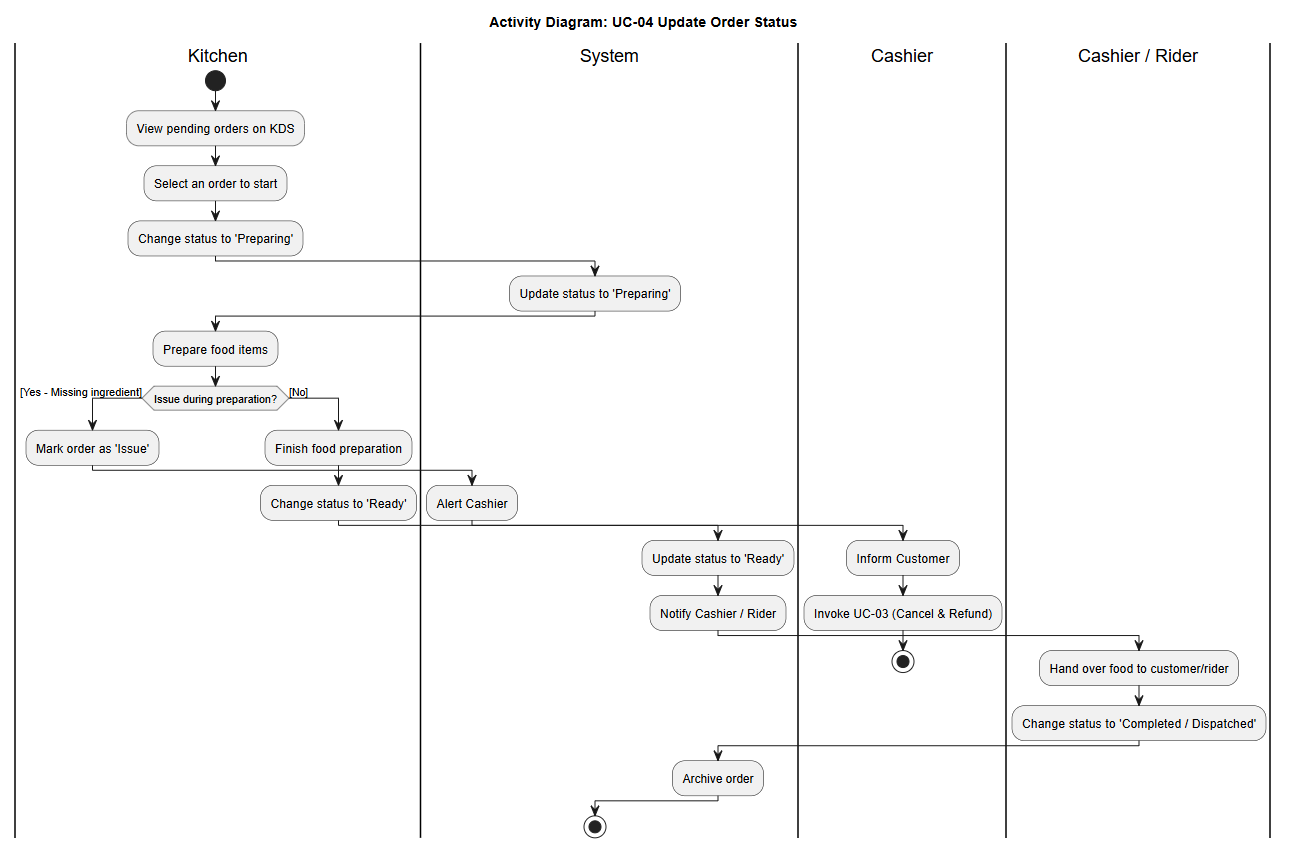 Activity Diagram: UC-04 Update Order Status
Kitchen
System
Cashier
Cashier / Rider
View pending orders on KDS
Select an order to start
Change status to 'Preparing'
Update status to 'Preparing'
Prepare food items
[Yes - Missing ingredient]
Issue during preparation?
[No]
Mark order as 'Issue'
Finish food preparation
Change status to 'Ready'
Alert Cashier
Update status to 'Ready'
Inform Customer
Notify Cashier / Rider
Invoke UC-03 (Cancel & Refund)
Hand over food to customer/rider
Change status to 'Completed / Dispatched'
Archive order